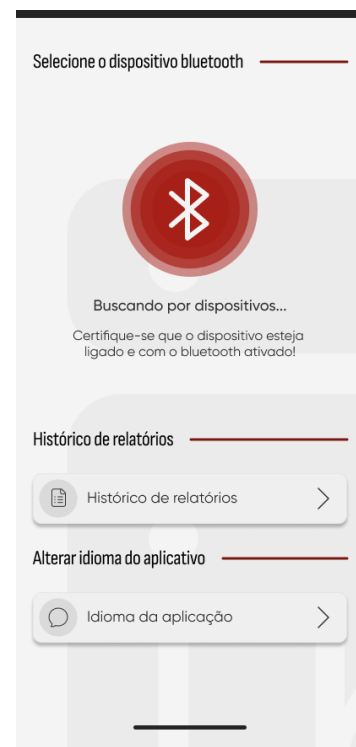 Selecione o dispositivo bluetooth
Buscando por dispositivos...
Certifique-se que o dispositivo esteja
ligado e com o bluetooth ativado!
Histórico de relatórios
Histórico de relatórios
Alterar idioma do aplicativo
Idioma da aplicação